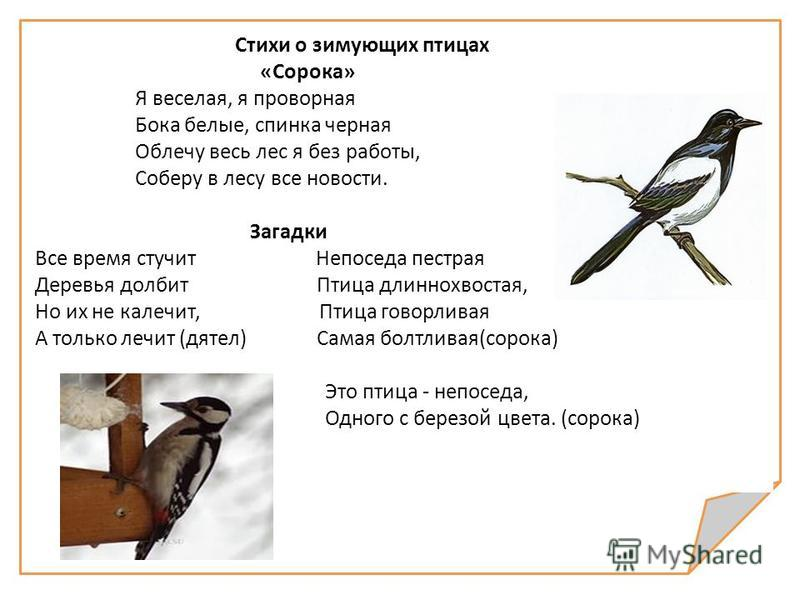 Стихи о зимующих птицах
«Сорока»
Я веселая, я проворная
Бока белые, спинка черная
Облечу весь лес я без работы,
Соберу в лесу все новости.
Загадки
Все время стучит
Деревья долбит
Но их не калечит,
А только лечит (дятел)
Непоседа пестрая
Птица длиннохвостая,
Птица говорливая
Самая болтливая(сорока)
Это птица - непоседа,
Одного с березой цвета. (сорока)
MyShared